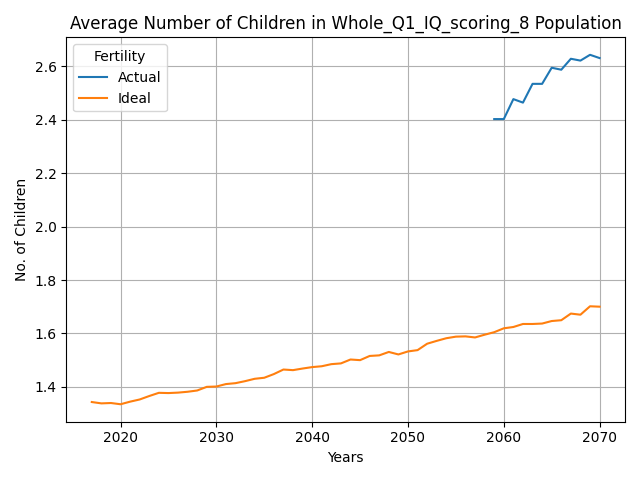 Average Number of Children in Whole_Q1_IQ_scoring_8 Population
Fertility
Actual
Ideal
No. of Children
2.6
2.4
2.2
2.0
1.8
1.6
1.4
2020 2030 2040 2050 2060 2070
Years